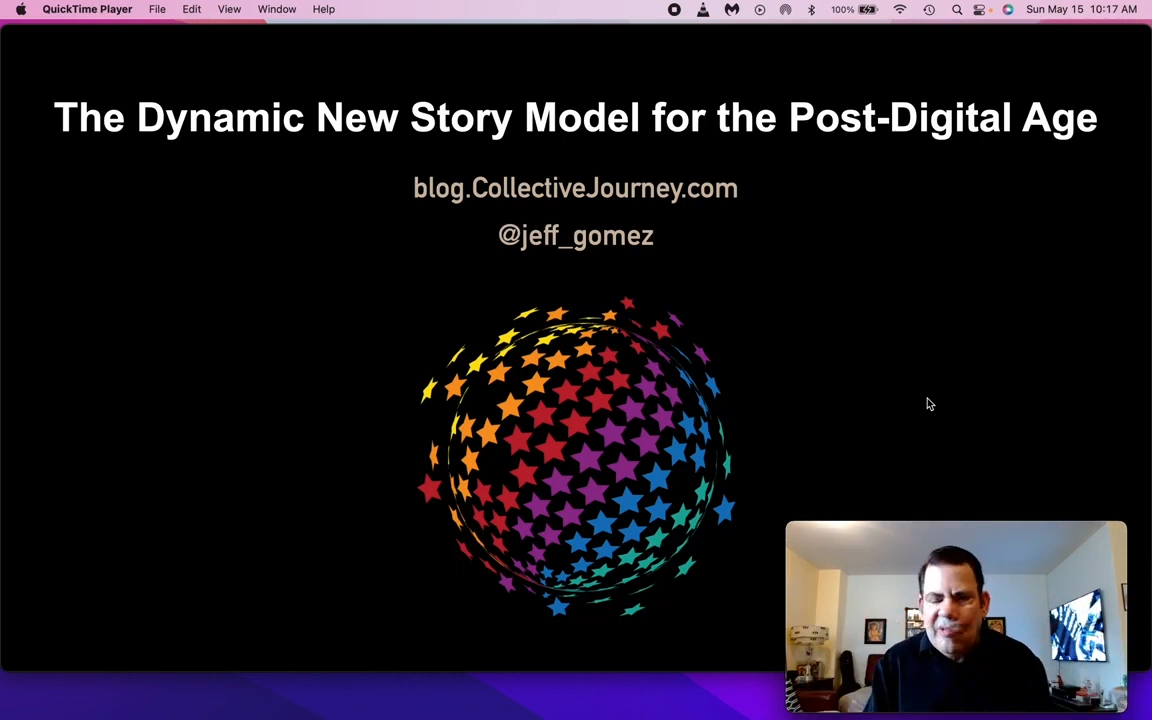 QuickTime Player File Edit View Window Help 100% Sun May 15 10:17 AM
The Dynamic New Story Model for the Post-Digital Age
blog.CollectiveJourney.com
@jeff_gomez